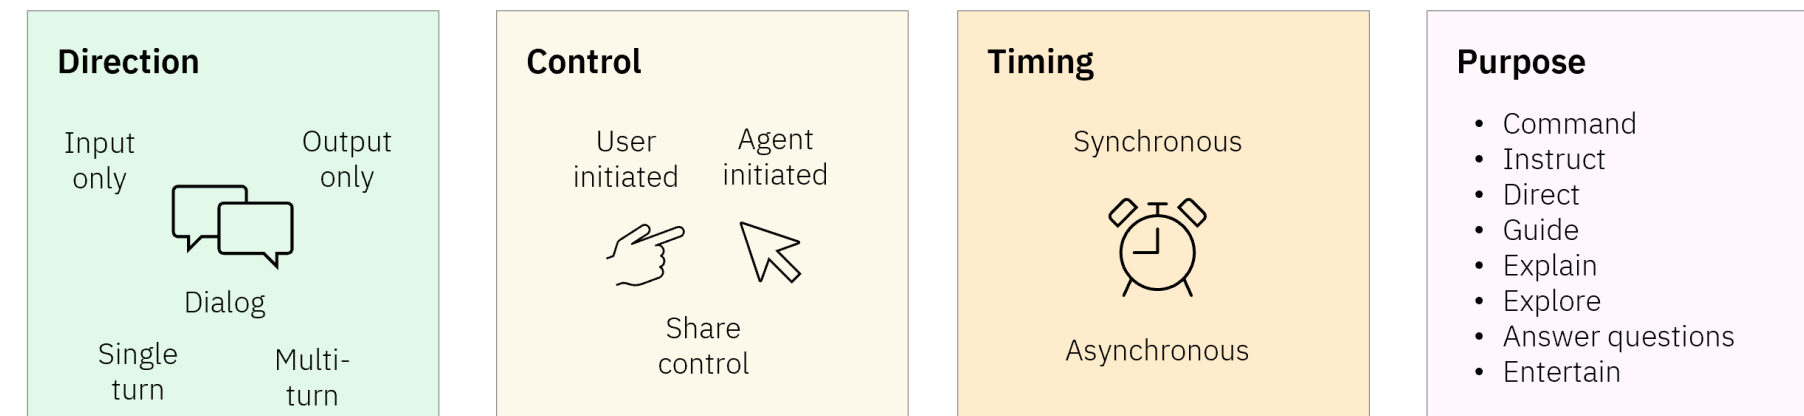 Direction
Input
only
Output
only
Dialog
Single
turn
Multi-
turn
Control
User
initiated
Agent
initiated
Share
control
Timing
Synchronous
Asynchronous
Purpose
• Command
• Instruct
• Direct
• Guide
• Explain
• Explore
• Answer questions
• Entertain